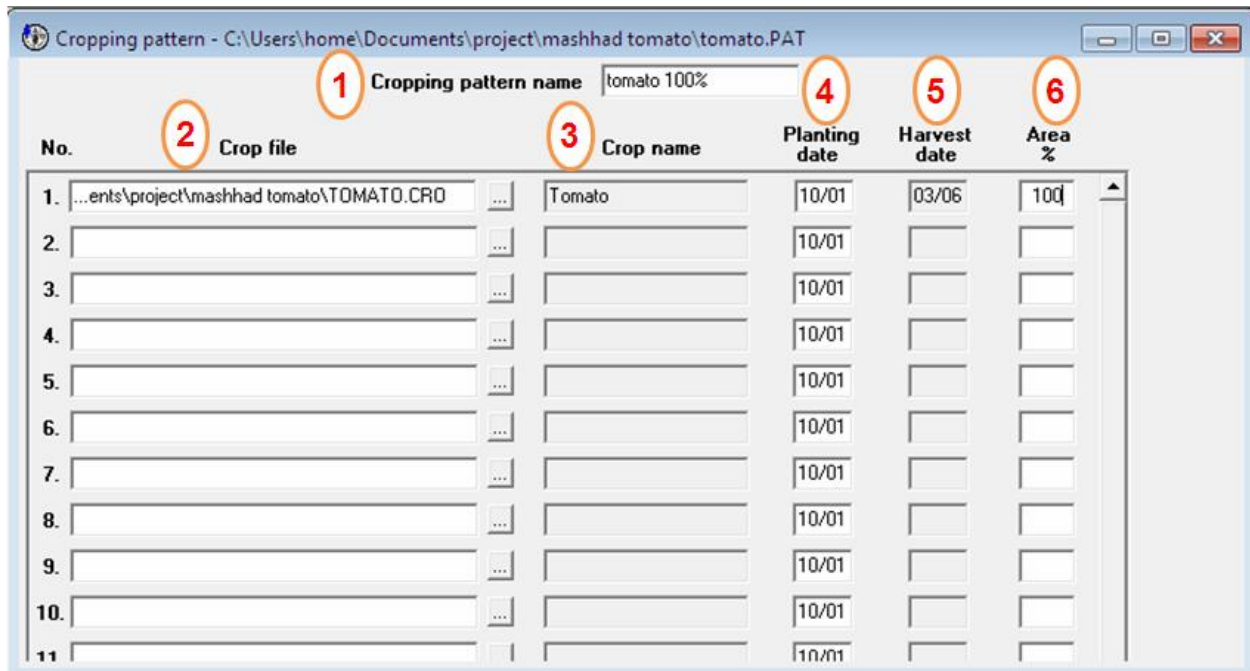 Cropping pattern - C:\Users\home\Documents\project\mashhad tomato\tomato.PAT
1 Cropping pattern name tomato 100% 4 5 6
No. 2 Crop file 3 Crop name Planting date Harvest date Area %
1. ...ents\project\mashhad tomato\TOMATO.CRO ... Tomato 10/01 03/06 100
2. ... 10/01
3. ... 10/01
4. ... 10/01
5. ... 10/01
6. ... 10/01
7. ... 10/01
8. ... 10/01
9. ... 10/01
10. ... 10/01
11 10/01